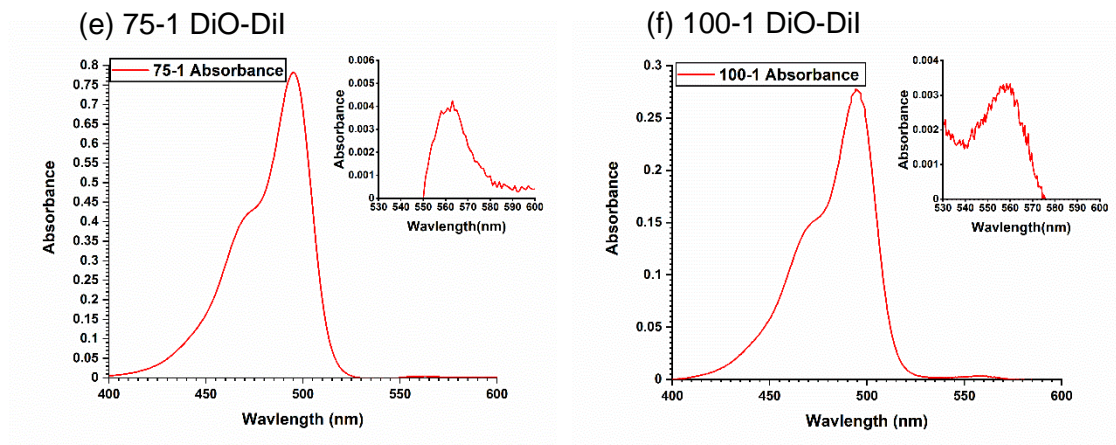 (e) 75-1 DiO-DiI
75-1 Absorbance
Absorbance
0.8
0.75
0.7
0.65
0.6
0.55
0.5
0.45
0.4
0.35
0.3
0.25
0.2
0.15
0.1
0.05
0
400 450 500 550 600
Wavelength (nm)
Absorbance
0.006
0.005
0.004
0.003
0.002
0.001
0
530 540 550 560 570 580 590 600
Wavelength(nm)
(f) 100-1 DiO-DiI
100-1 Absorbance
Absorbance
0.3
0.25
0.2
0.15
0.1
0.05
0
400 450 500 550 600
Wavlength (nm)
Absorbance
0.004
0.003
0.002
0.001
0
530 540 550 560 570 580 590 600
Wavlength(nm)